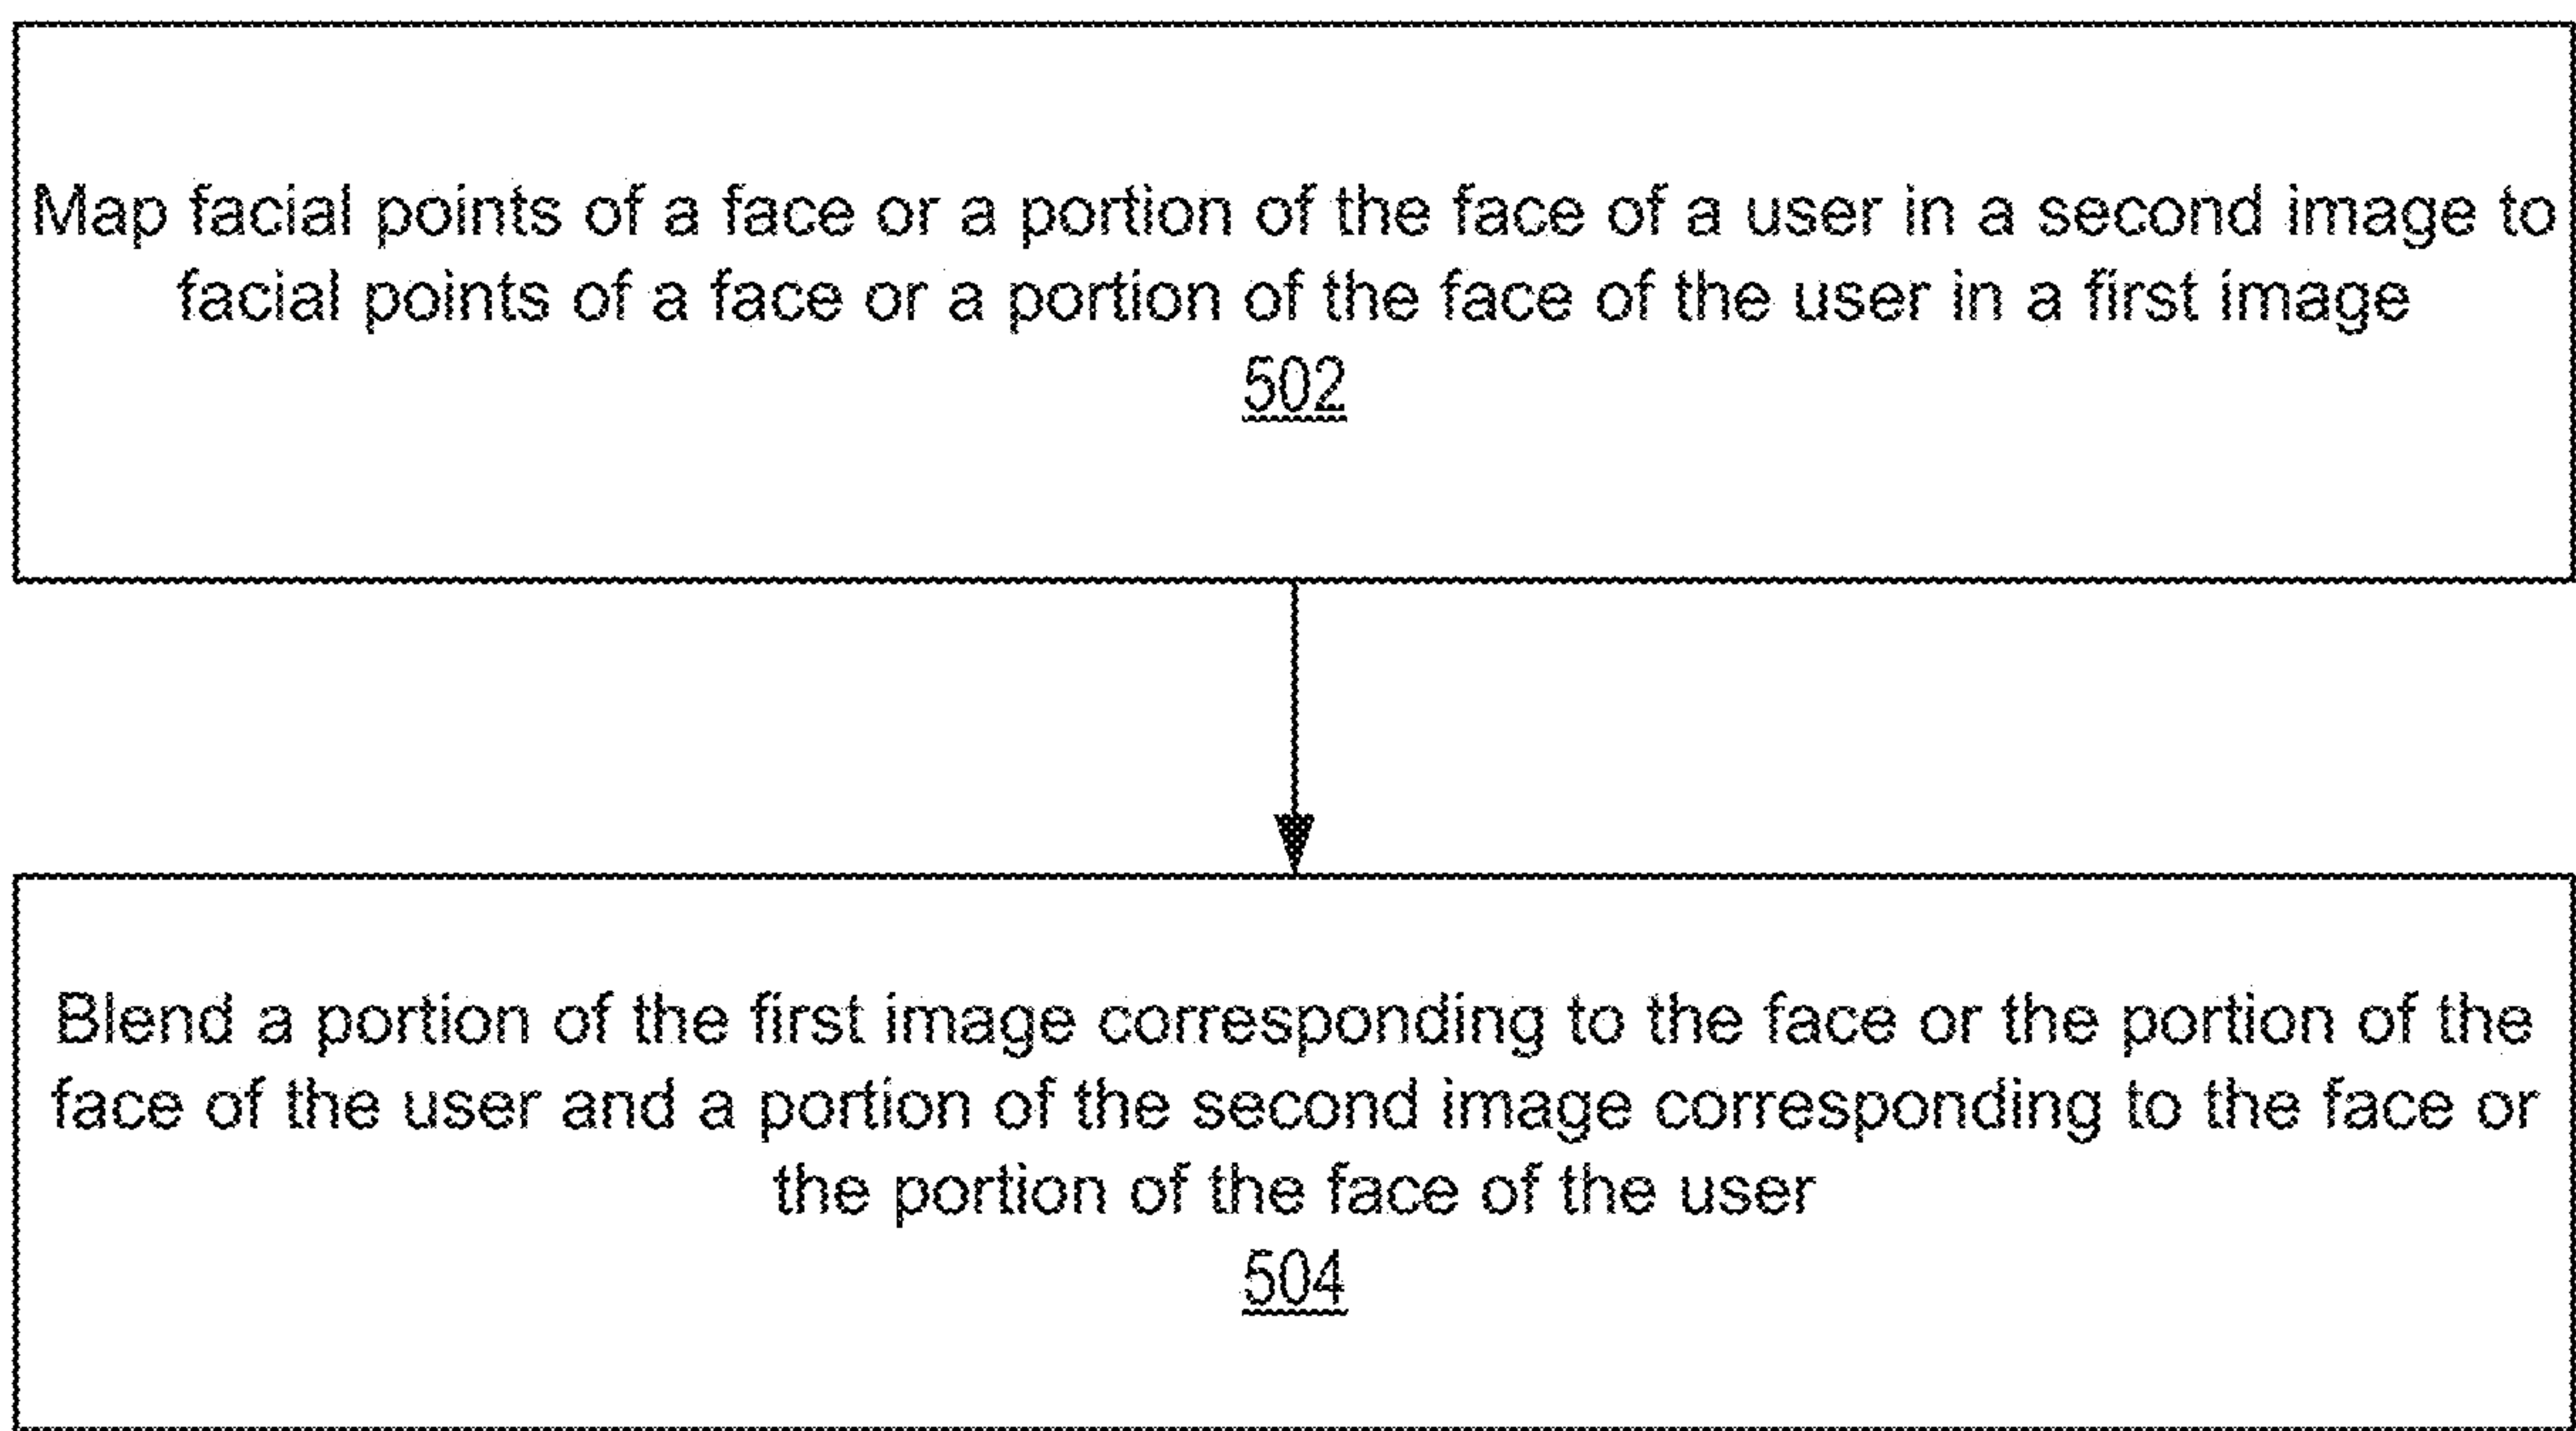 Map facial points of a face or a portion of the face of a user in a second image to
facial points of a face or a portion of the face of the user in a first image
502
Blend a portion of the first image corresponding to the face or the portion of the
face of the user and a portion of the second image corresponding to the face or
the portion of the face of the user
504